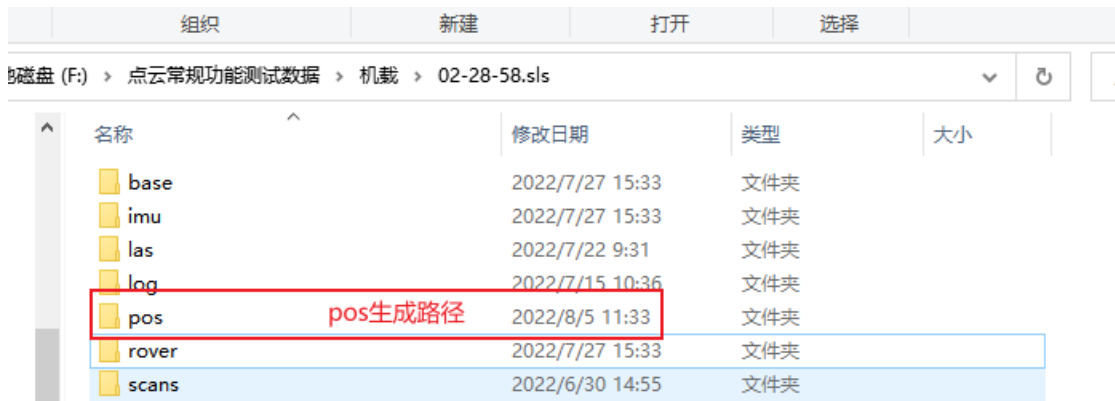 组织 新建 打开 选择
磁盘 (F:) › 点云常规功能测试数据 › 机载 › 02-28-58.sls
名称 修改日期 类型 大小
base 2022/7/27 15:33 文件夹
imu 2022/7/27 15:33 文件夹
las 2022/7/22 9:31 文件夹
log 2022/7/15 10:36 文件夹
pos pos生成路径 2022/8/5 11:33 文件夹
rover 2022/7/27 15:33 文件夹
scans 2022/6/30 14:55 文件夹